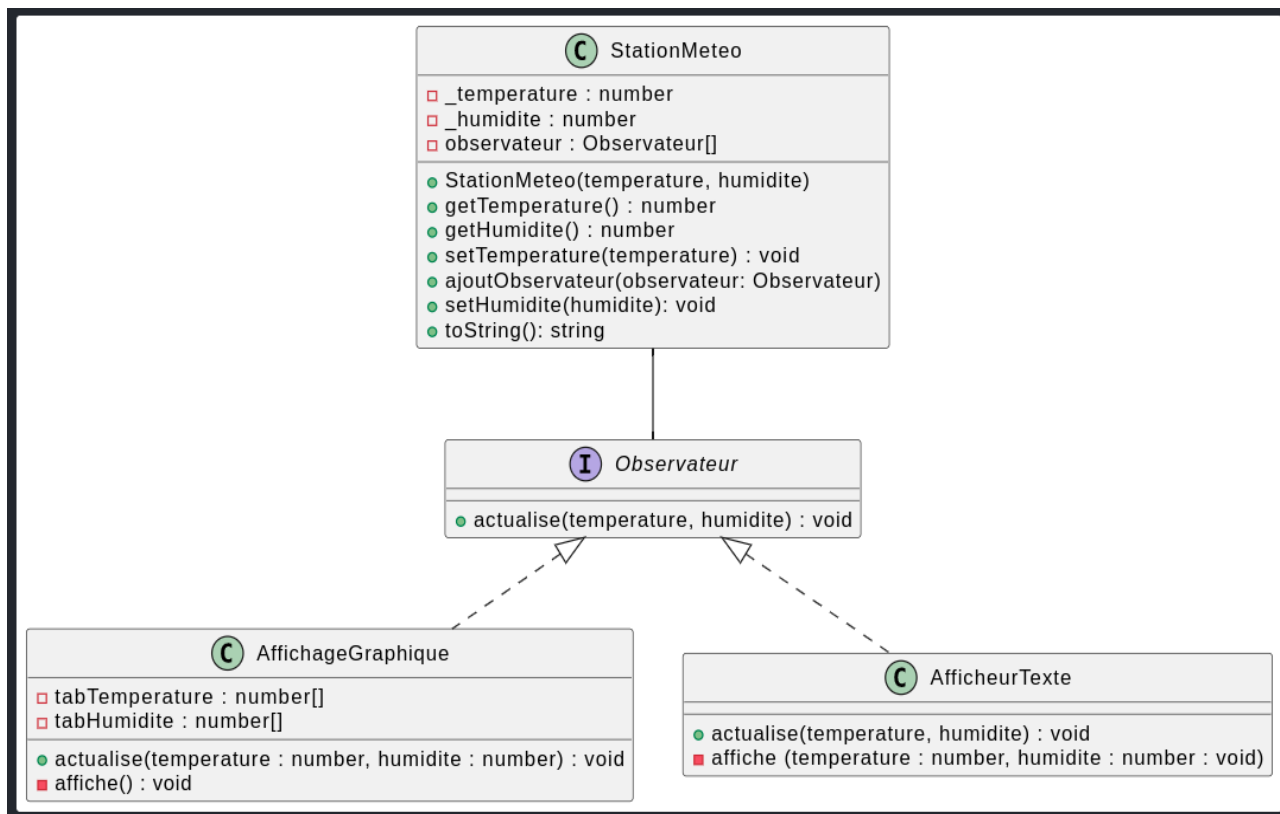 C StationMeteo
_temperature : number
_humidite : number
observateur : Observateur[]
StationMeteo(temperature, humidite)
getTemperature() : number
getHumidite() : number
setTemperature(temperature) : void
ajoutObservateur(observateur: Observateur)
setHumidite(humidite): void
toString(): string
I Observateur
actualise(temperature, humidite) : void
C AffichageGraphique
tabTemperature : number[]
tabHumidite : number[]
actualise(temperature : number, humidite : number) : void
affiche() : void
C AfficheurTexte
actualise(temperature, humidite) : void
affiche (temperature : number, humidite : number : void)